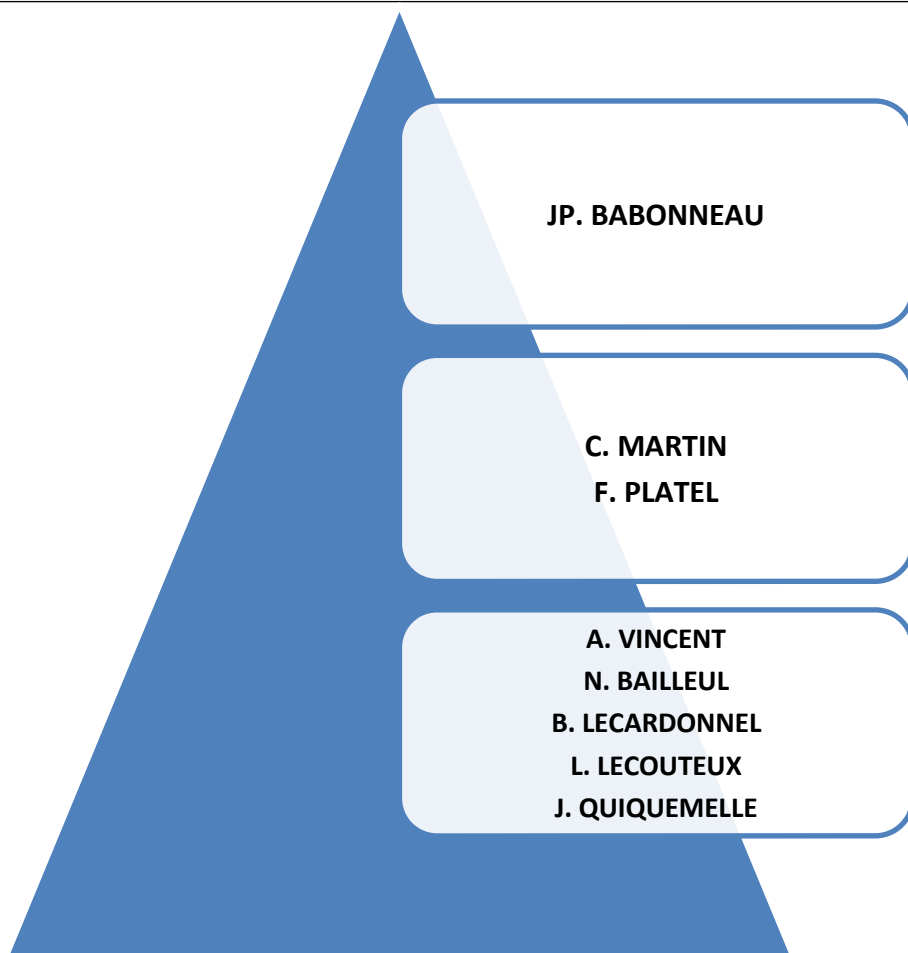 JP. BABONNEAU
C. MARTIN
F. PLATEL
A. VINCENT
N. BAILLEUL
B. LECARDONNEL
L. LECOUTEUX
J. QUIQUEMELLE